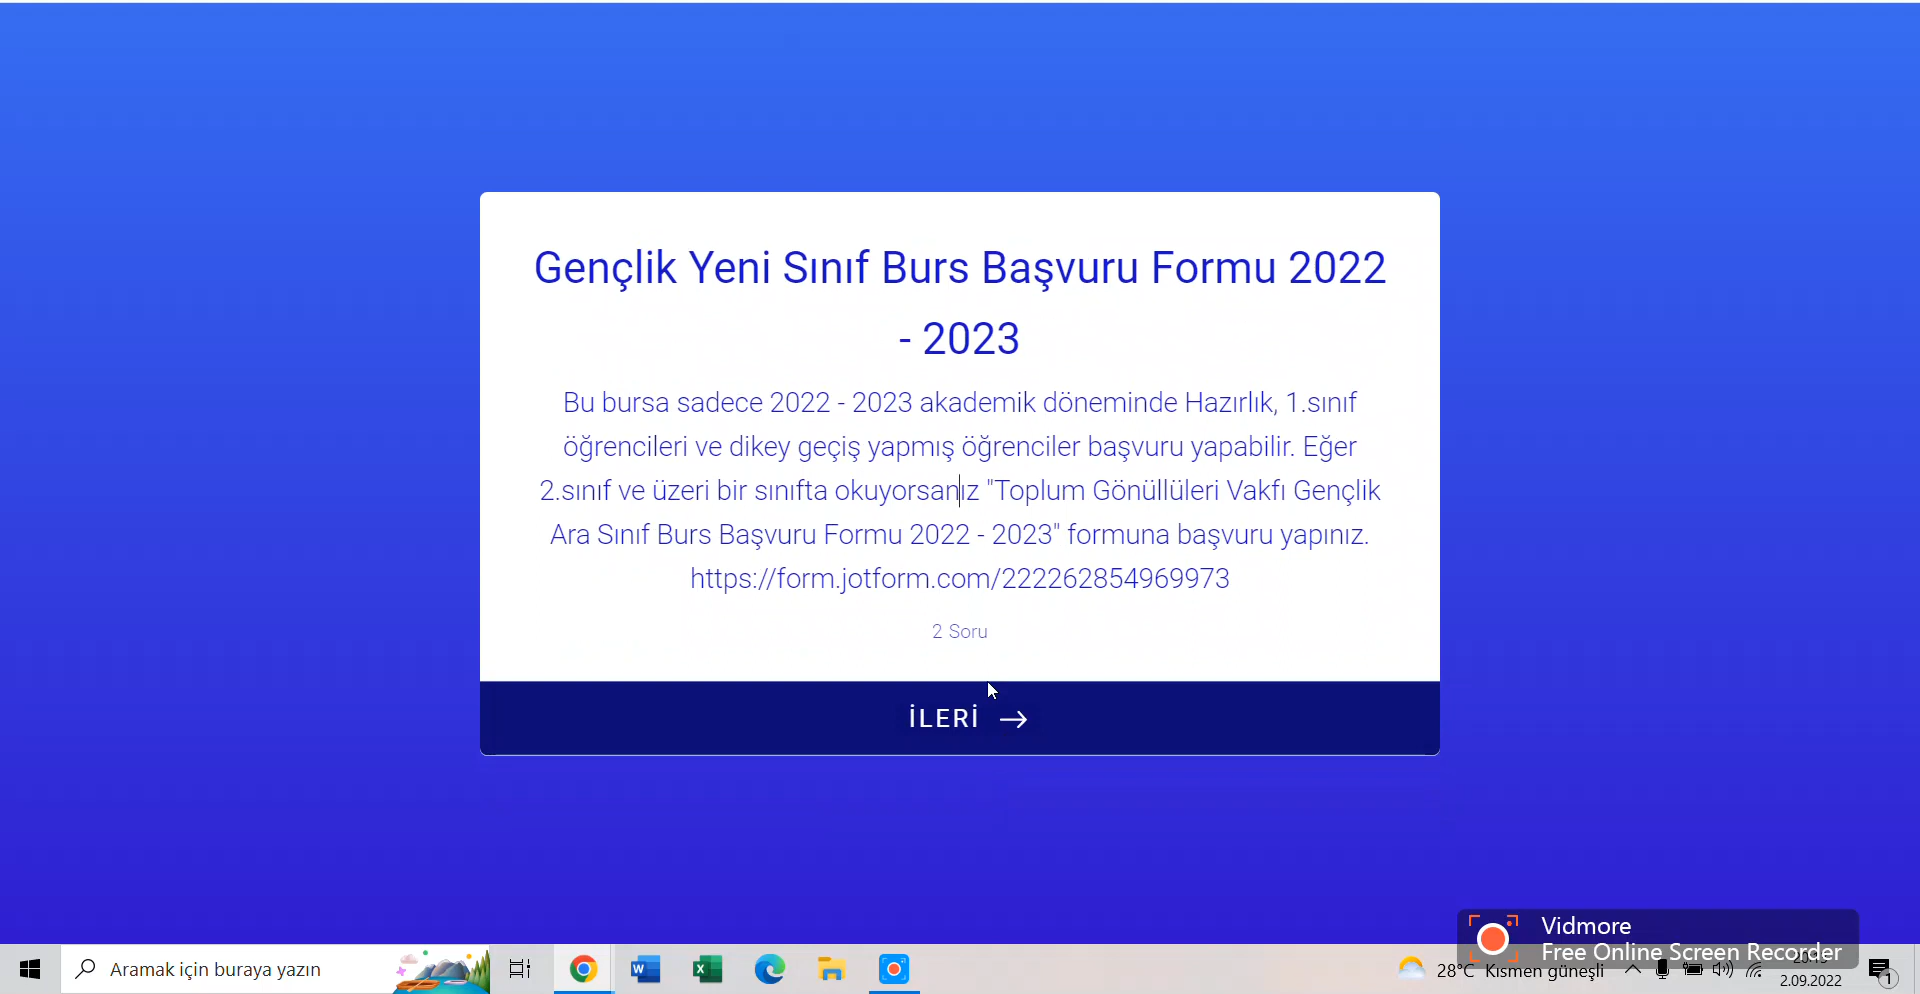 Gençlik Yeni Sınıf Burs Başvuru Formu 2022
- 2023
Bu bursa sadece 2022 - 2023 akademik döneminde Hazırlık, 1.sınıf
öğrencileri ve dikey geçiş yapmış öğrenciler başvuru yapabilir. Eğer
2.sınıf ve üzeri bir sınıfta okuyorsanız "Toplum Gönüllüleri Vakfı Gençlik
Ara Sınıf Burs Başvuru Formu 2022 - 2023" formuna başvuru yapınız.
https://form.jotform.com/222262854969973
2 Soru
İLERİ
Vidmore
Free Online Screen Recorder
Aramak için buraya yazın
28°C Kısmen güneşli
2.09.2022
1